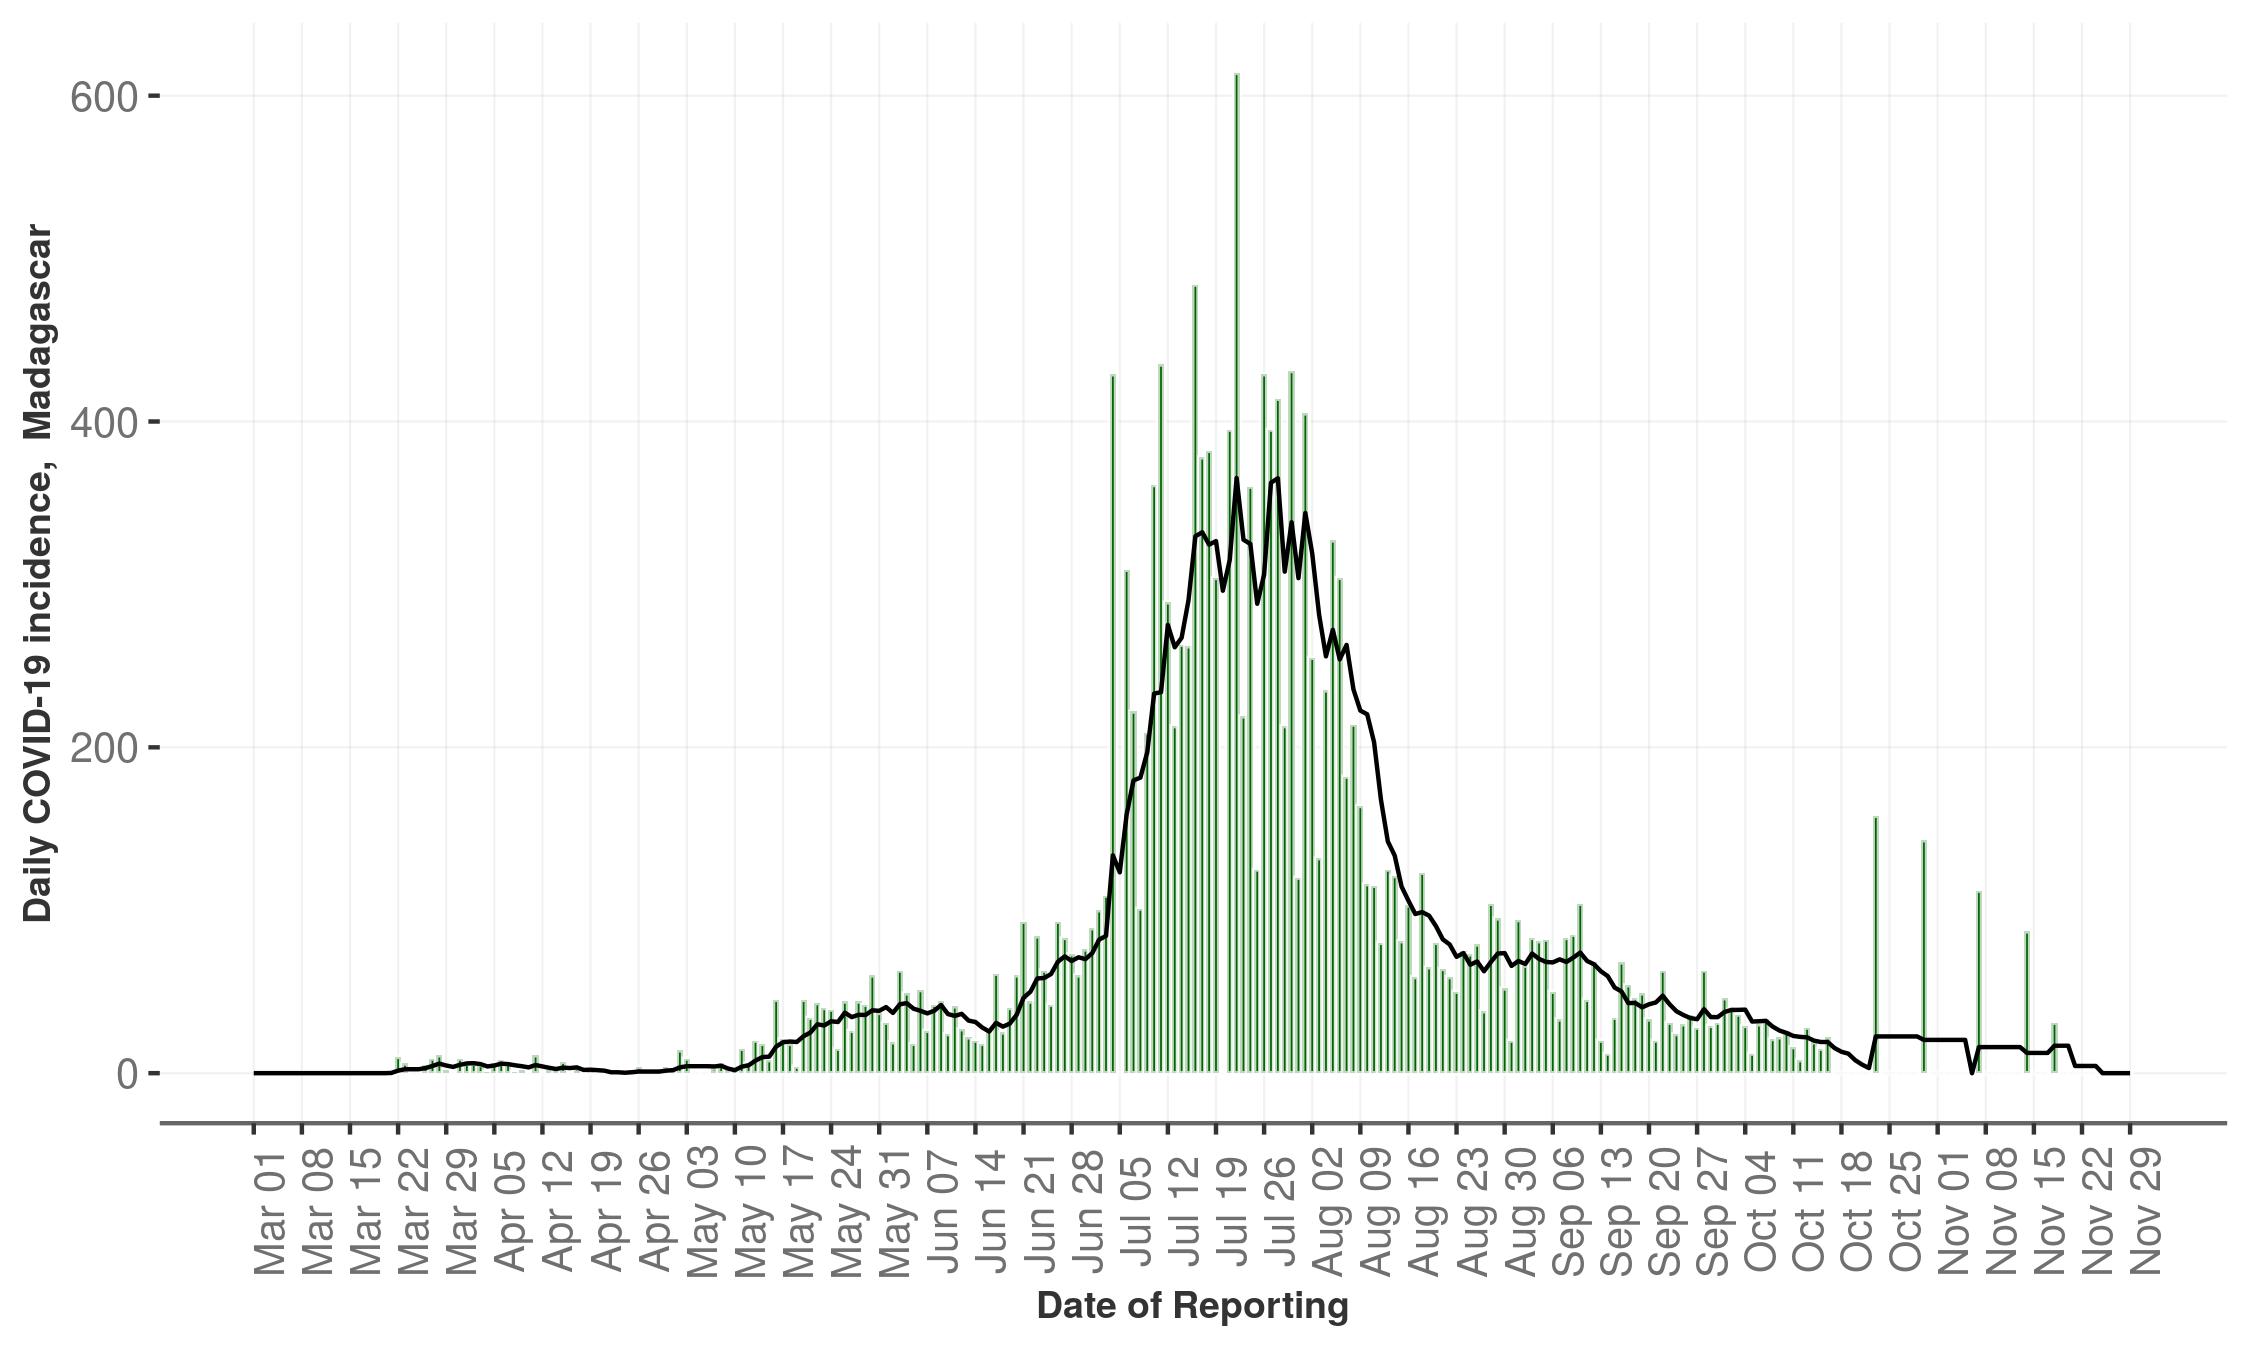 Daily COVID-19 incidence,  Madagascar
600
400
200
0
Mar 01
Mar 08
Mar 15
Mar 22
Mar 29
Apr 05
Apr 12
Apr 19
Apr 26
May 03
May 10
May 17
May 24
May 31
Jun 07
Jun 14
Jun 21
Jun 28
Jul 05
Jul 12
Jul 19
Jul 26
Aug 02
Aug 09
Aug 16
Aug 23
Aug 30
Sep 06
Sep 13
Sep 20
Sep 27
Oct 04
Oct 11
Oct 18
Oct 25
Nov 01
Nov 08
Nov 15
Nov 22
Nov 29
Date of Reporting